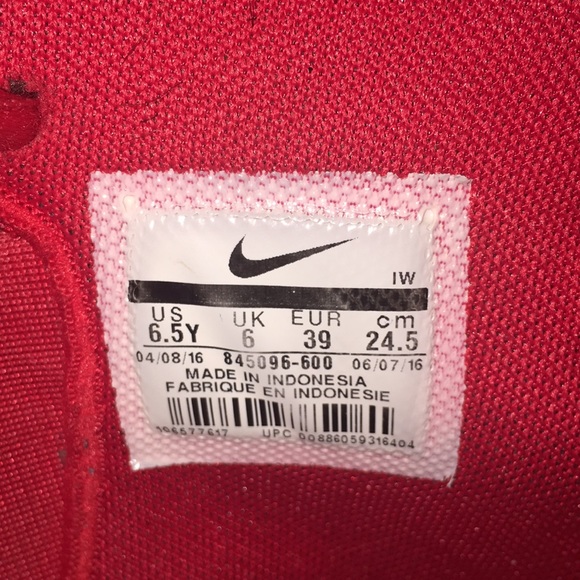 IW
US UK EUR cm
6.5Y 6 39 24.5
04/08/16 845096-600 06/07/16
MADE IN INDONESIA
FABRIQUE EN INDONESIE
UPC 00886059316404